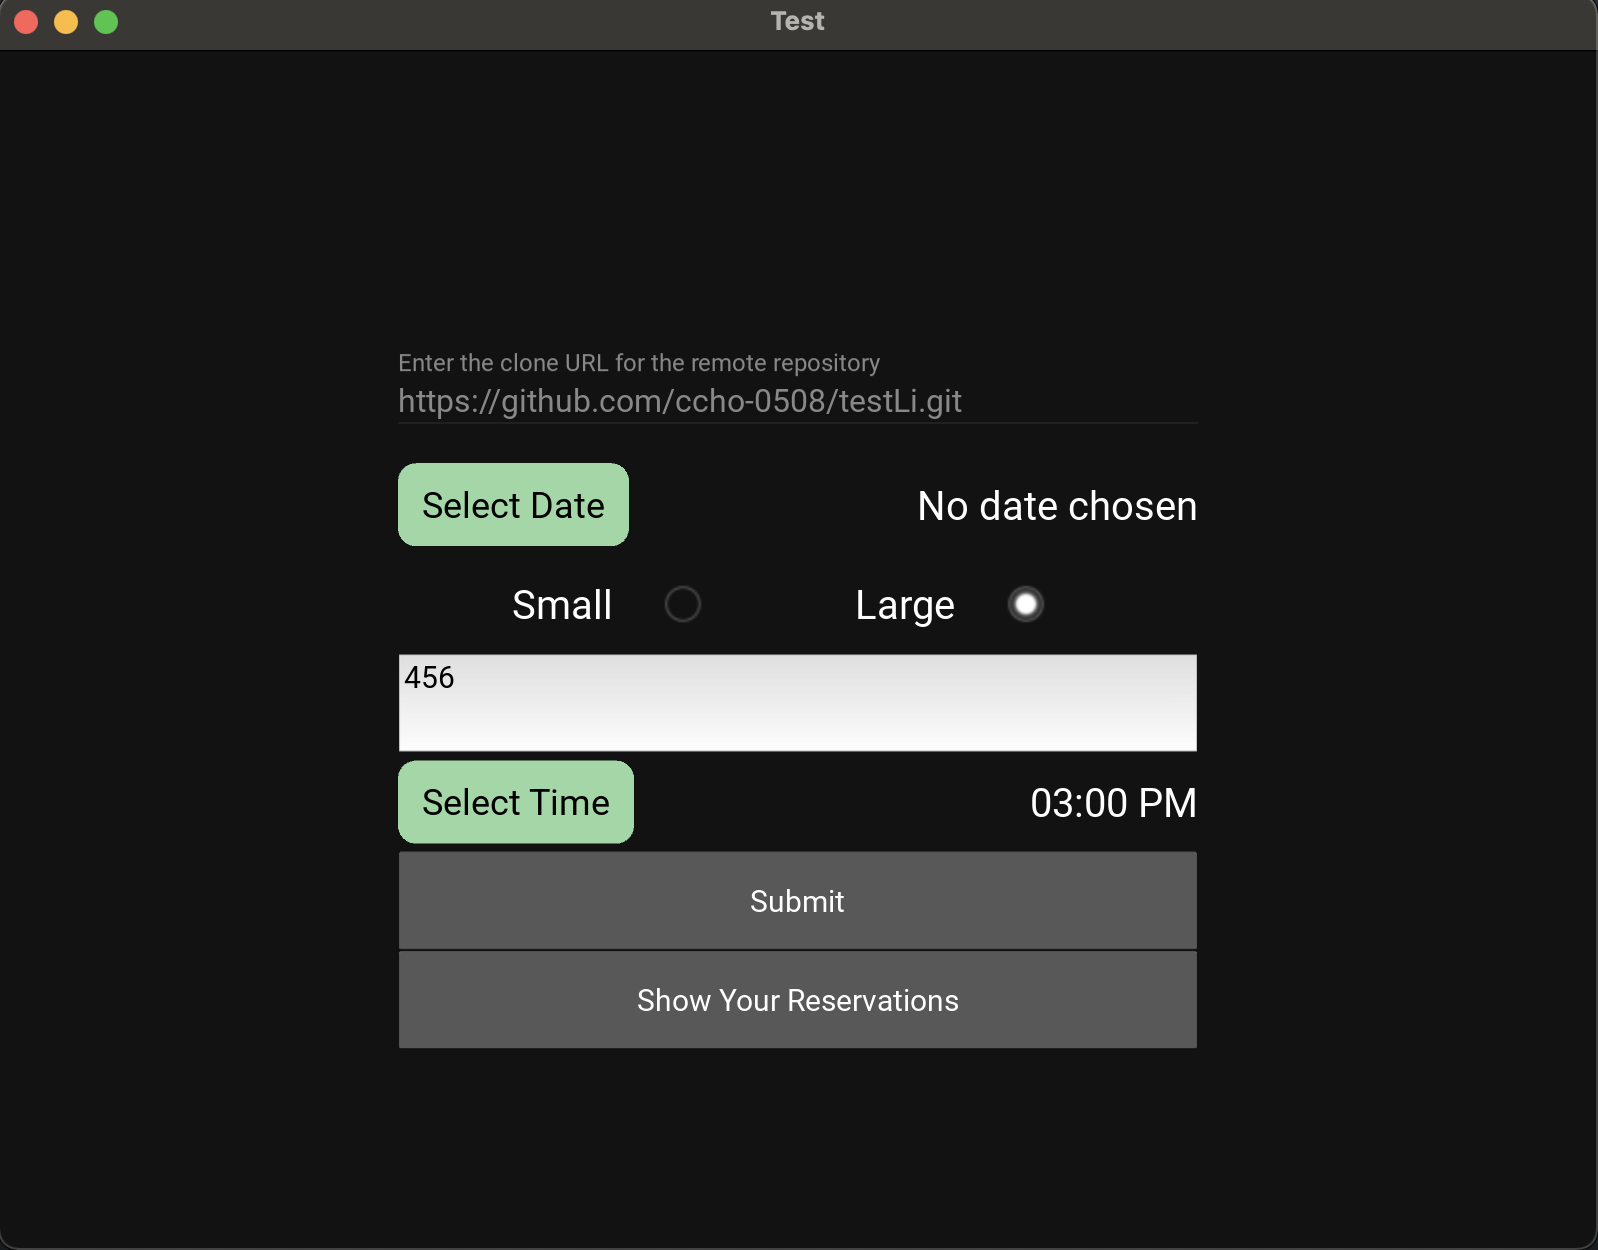 Test
Enter the clone URL for the remote repository
https://github.com/ccho-0508/testLi.git
Select Date No date chosen
Small Large
456
Select Time 03:00 PM
Submit
Show Your Reservations